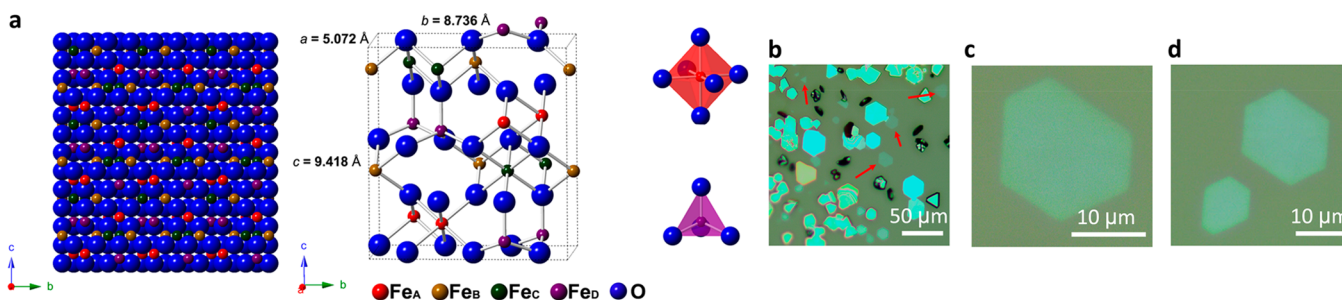 a
b = 8.736 Å
a = 5.072 Å
c = 9.418 Å
c
b
a
c
b
a
FeA FeB FeC FeD O
b
50 µm
c
10 µm
d
10 µm